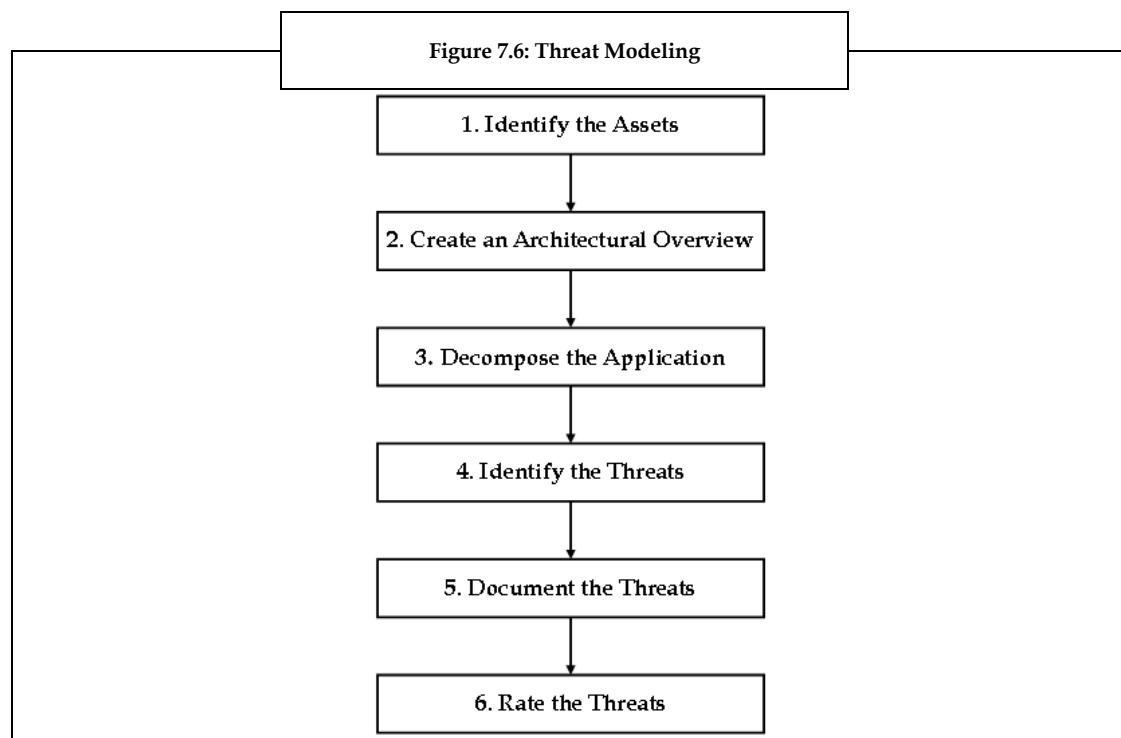 Figure 7.6: Threat Modeling
1. Identify the Assets
2. Create an Architectural Overview
3. Decompose the Application
4. Identify the Threats
5. Document the Threats
6. Rate the Threats